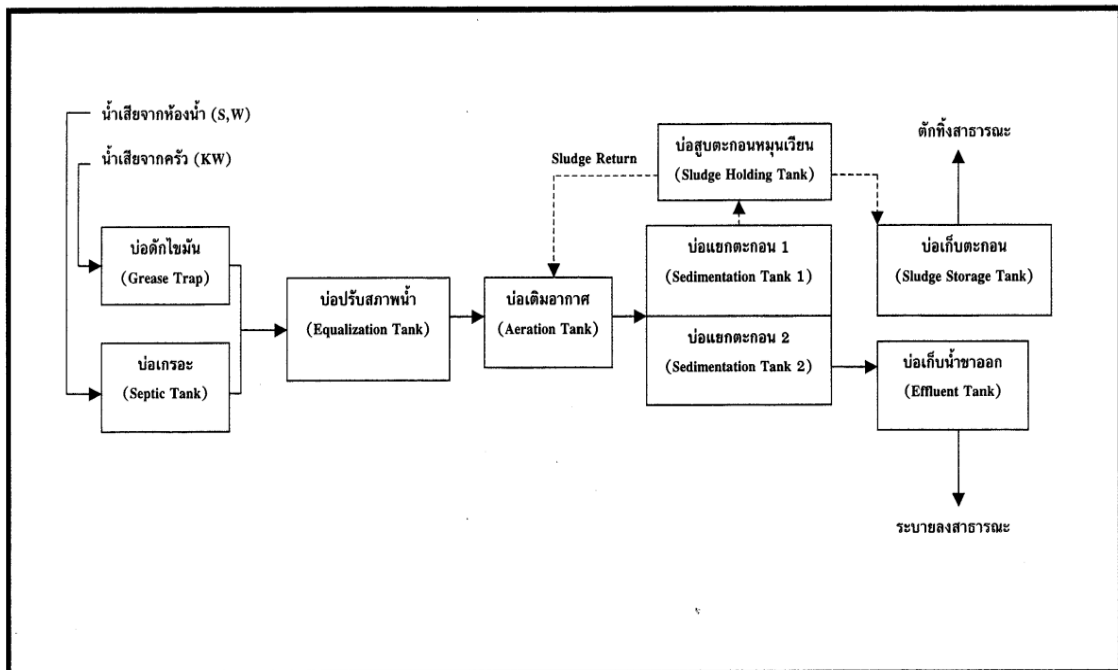 น้ำเสียจากห้องน้ำ (S,W)
น้ำเสียจากครัว (KW)
บ่อดักไขมัน
(Grease Trap)
บ่อเกรอะ
(Septic Tank)
บ่อปรับสภาพน้ำ
(Equalization Tank)
Sludge Return
บ่อเติมอากาศ
(Aeration Tank)
บ่อสูบตะกอนหมุนเวียน
(Sludge Holding Tank)
บ่อแยกตะกอน 1
(Sedimentation Tank 1)
บ่อแยกตะกอน 2
(Sedimentation Tank 2)
ตักทิ้งสาธารณะ
บ่อเก็บตะกอน
(Sludge Storage Tank)
บ่อเก็บน้ำขาออก
(Effluent Tank)
ระบายลงสาธารณะ